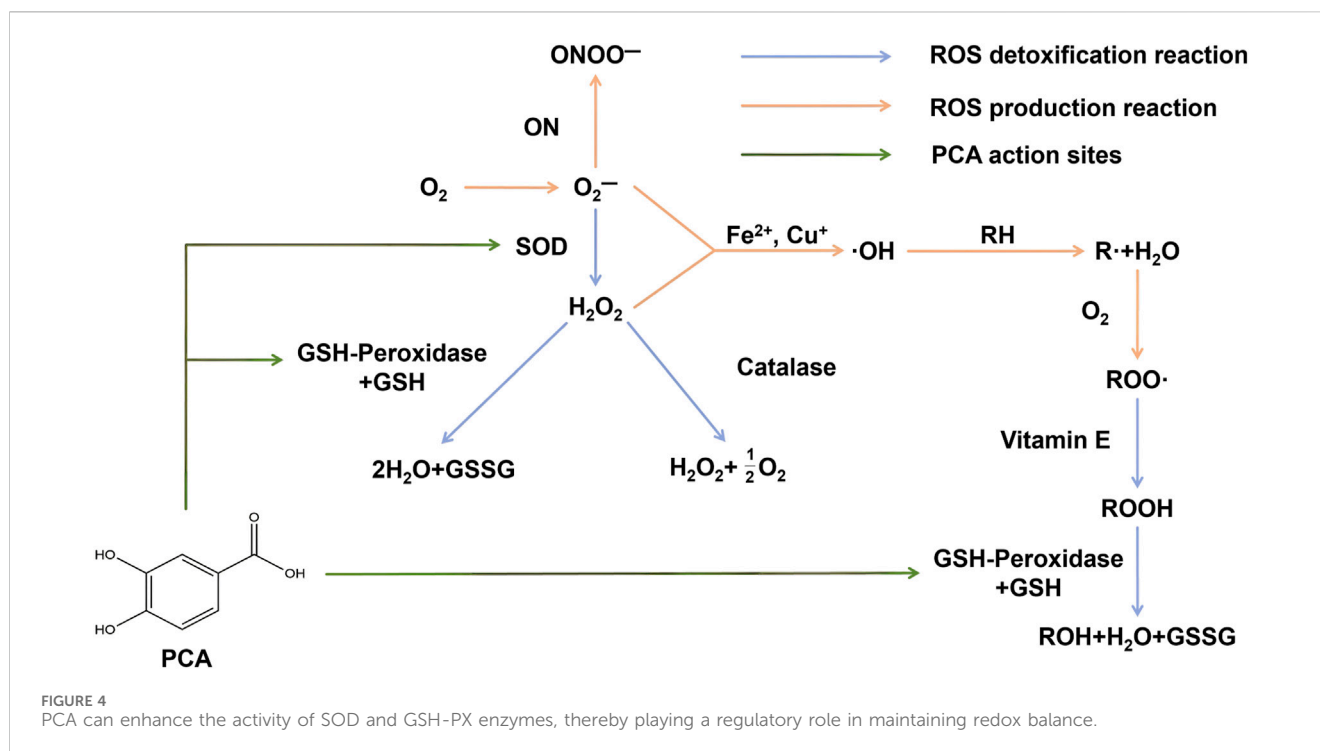 ONOO—
ROS detoxification reaction
ROS production reaction
ON
PCA action sites
O₂
O₂—
SOD
Fe²⁺, Cu⁺
·OH
RH
R·+H₂O
H₂O₂
O₂
GSH-Peroxidase
+GSH
Catalase
ROO·
Vitamin E
2H₂O+GSSG
H₂O₂+ ½O₂
ROOH
O
HO
OH
HO
GSH-Peroxidase
+GSH
ROH+H₂O+GSSG
PCA
FIGURE 4
PCA can enhance the activity of SOD and GSH-PX enzymes, thereby playing a regulatory role in maintaining redox balance.